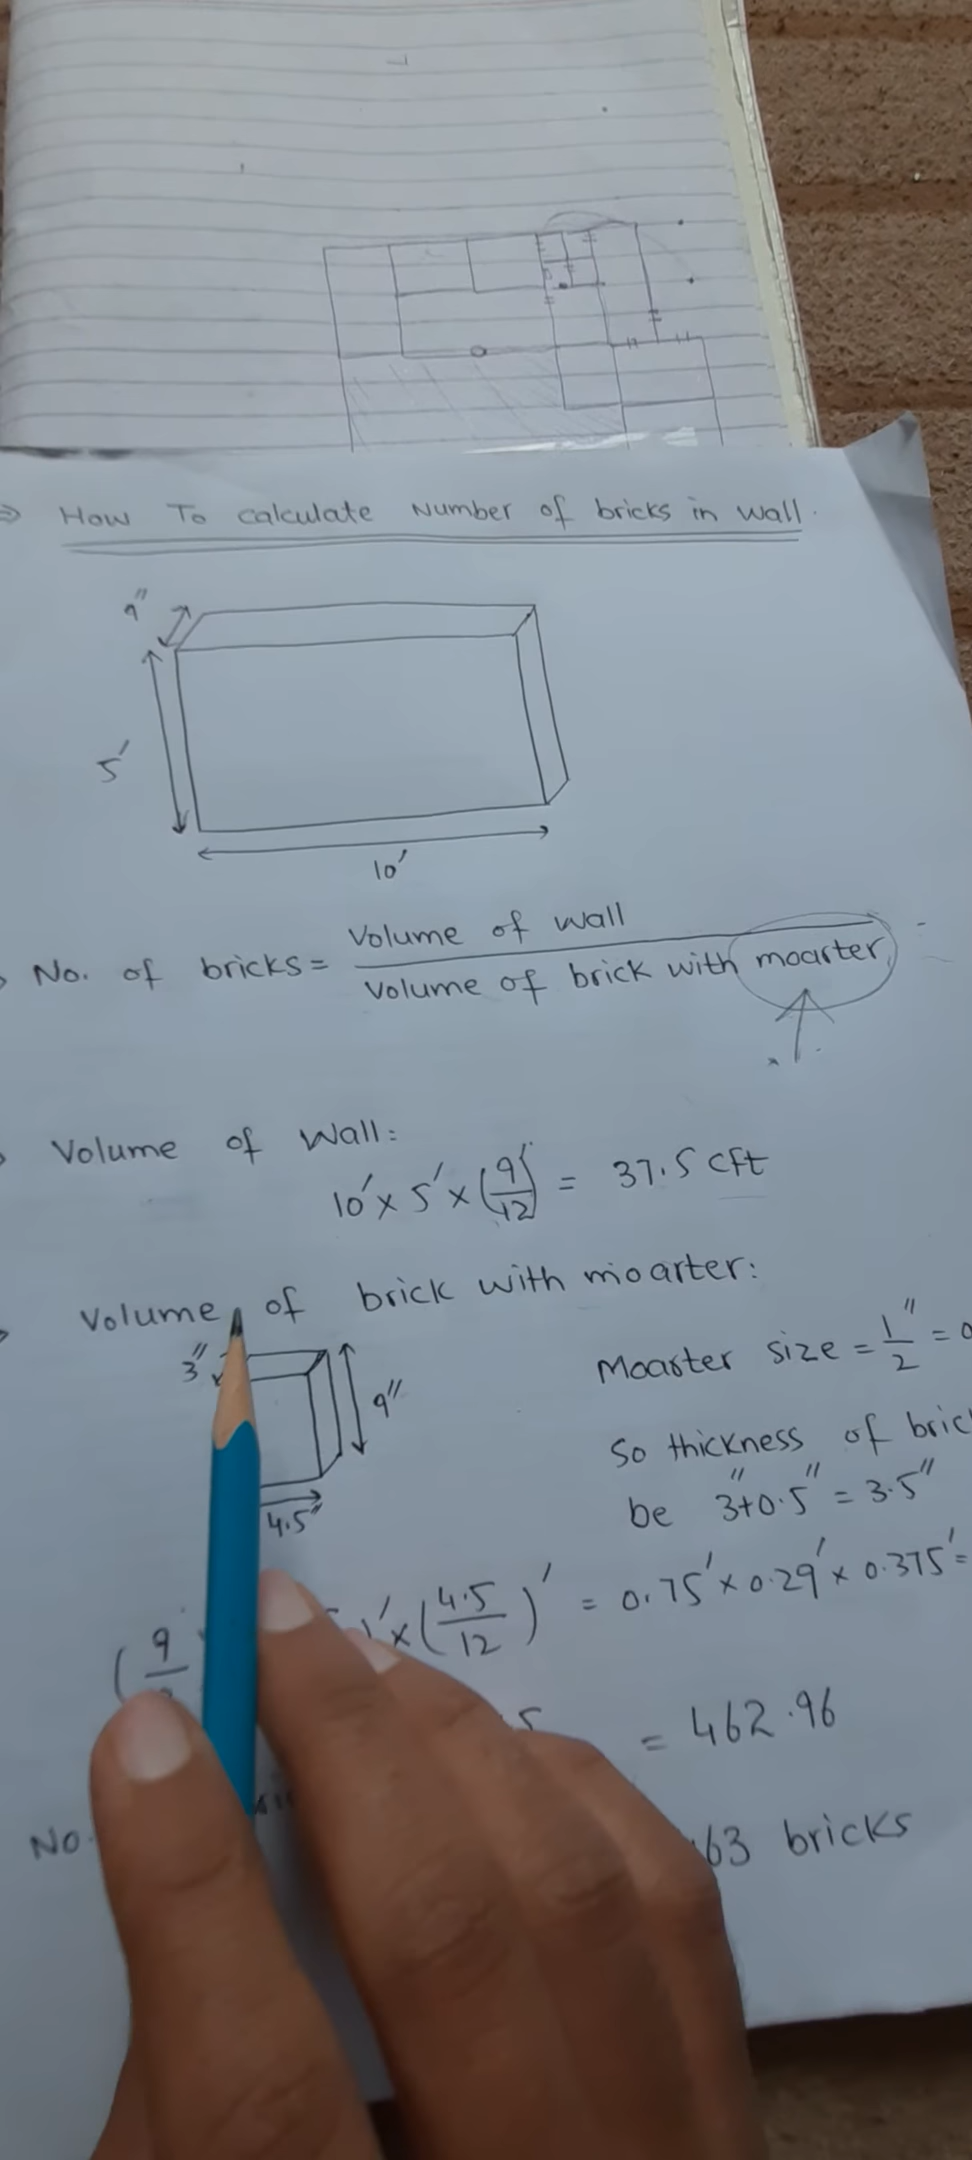 How To calculate Number of bricks in wall.
9"
5'
10'
No. of bricks = Volume of wall
Volume of brick with moarter
Volume of Wall:
10' x 5' x (9/12)' = 37.5 cft
Volume of brick with moarter:
3"
9"
4.5"
Moarter size = 1/2" =
So thickness of
be 3"+0.5" = 3.5"
(9 )' x (4.5/12)' = 0.75' x 0.29' x 0.375' =
= 462.96
No. 63 bricks